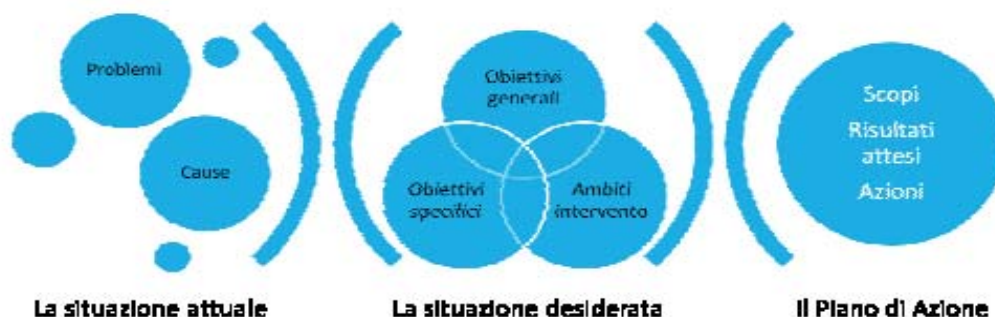 Problemi
Cause
La situazione attuale
Obiettivi
generali
Obiettivi
specifici
Ambiti
intervento
La situazione desiderata
Scopi
Risultati
attesi
Azioni
Il Piano di Azione